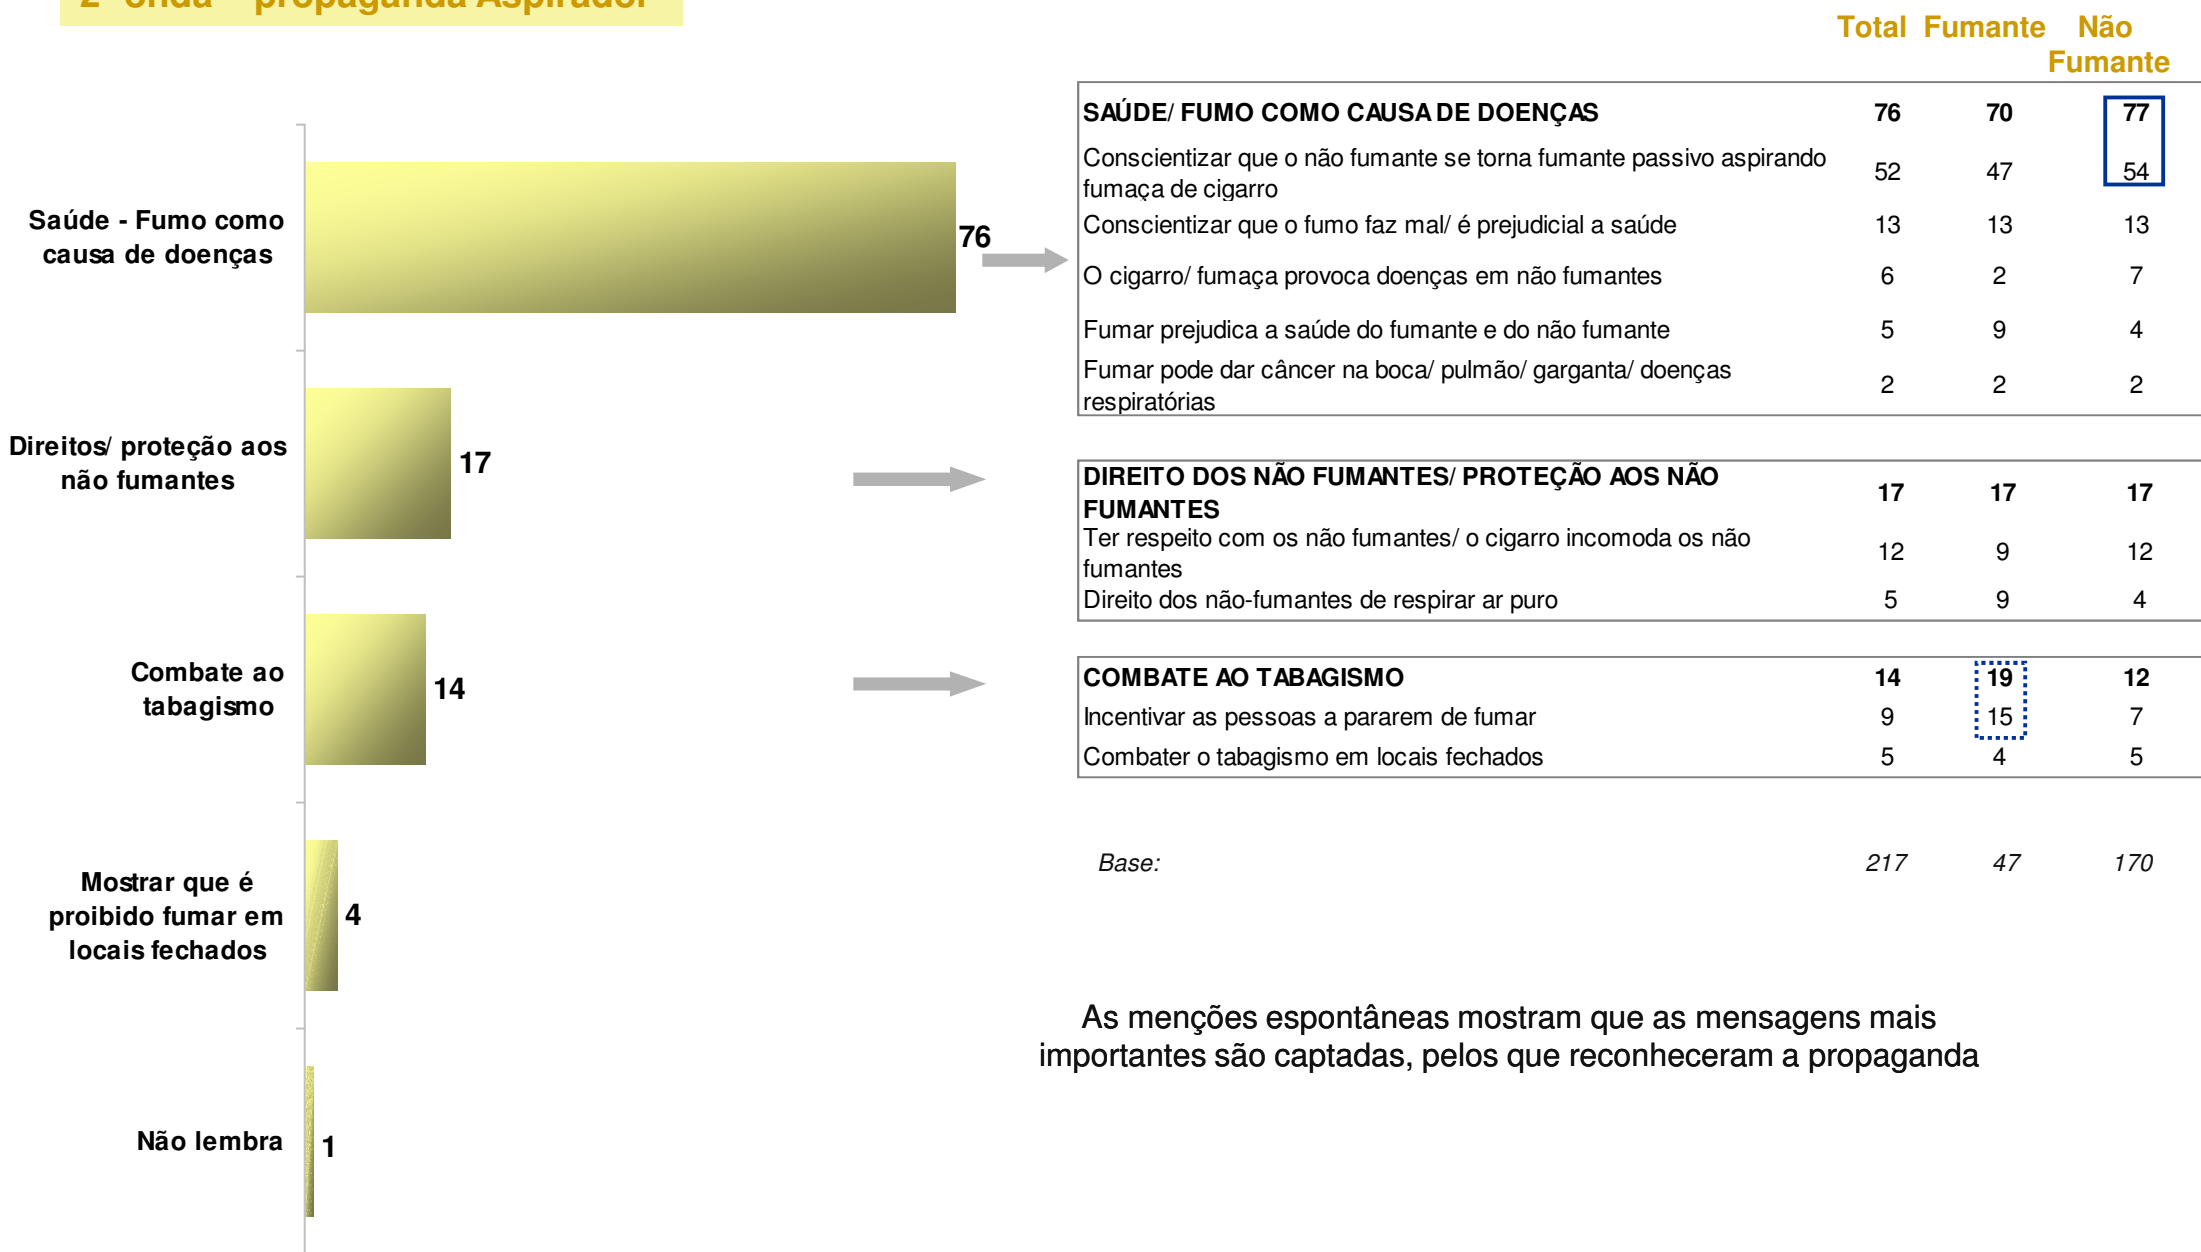 propaganda Aspirador
Total Fumante Não
Fumante
Saúde - Fumo como
causa de doenças
76
Direitos/ proteção aos
não fumantes
17
Combate ao
tabagismo
14
Mostrar que é
proibido fumar em
locais fechados
4
Não lembra
1
SAÚDE/ FUMO COMO CAUSA DE DOENÇAS 76 70 77
Conscientizar que o não fumante se torna fumante passivo aspirando
fumaça de cigarro 52 47 54
Conscientizar que o fumo faz mal/ é prejudicial a saúde 13 13 13
O cigarro/ fumaça provoca doenças em não fumantes 6 2 7
Fumar prejudica a saúde do fumante e do não fumante 5 9 4
Fumar pode dar câncer na boca/ pulmão/ garganta/ doenças
respiratórias 2 2 2
DIREITO DOS NÃO FUMANTES/ PROTEÇÃO AOS NÃO
FUMANTES 17 17 17
Ter respeito com os não fumantes/ o cigarro incomoda os não
fumantes 12 9 12
Direito dos não-fumantes de respirar ar puro 5 9 4
COMBATE AO TABAGISMO 14 19 12
Incentivar as pessoas a pararem de fumar 9 15 7
Combater o tabagismo em locais fechados 5 4 5
Base: 217 47 170
As menções espontâneas mostram que as mensagens mais
importantes são captadas, pelos que reconheceram a propaganda